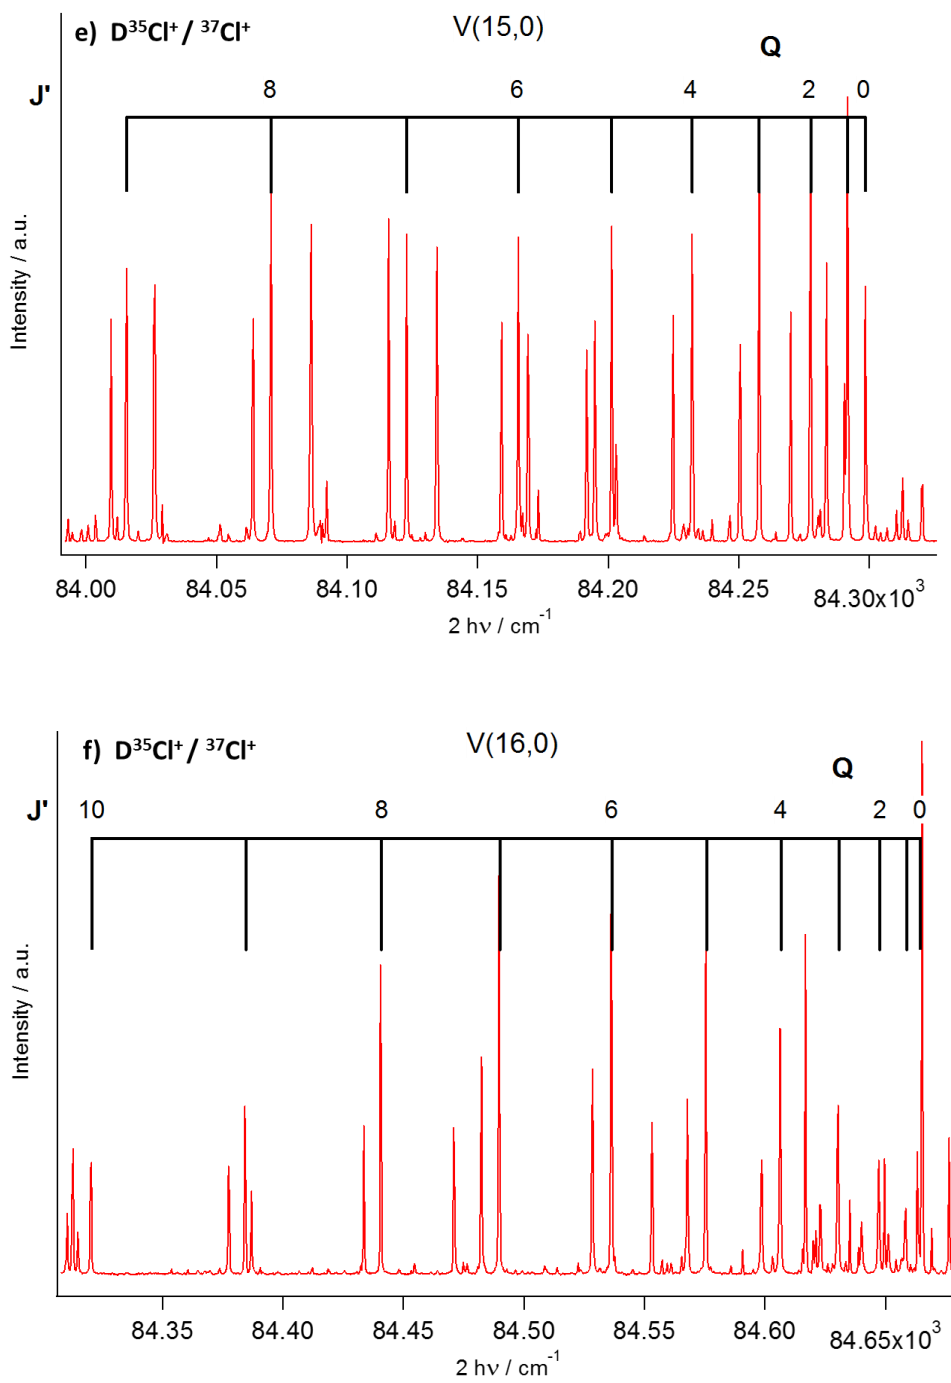 e) D³⁵Cl⁺ / ³⁷Cl⁺
V(15,0)
Q
J'
8 6 4 2 0
Intensity / a.u.
84.00 84.05 84.10 84.15 84.20 84.25 84.30x10³
2 hν / cm⁻¹
f) D³⁵Cl⁺ / ³⁷Cl⁺
V(16,0)
Q
J'
10 8 6 4 2 0
Intensity / a.u.
84.35 84.40 84.45 84.50 84.55 84.60 84.65x10³
2 hν / cm⁻¹